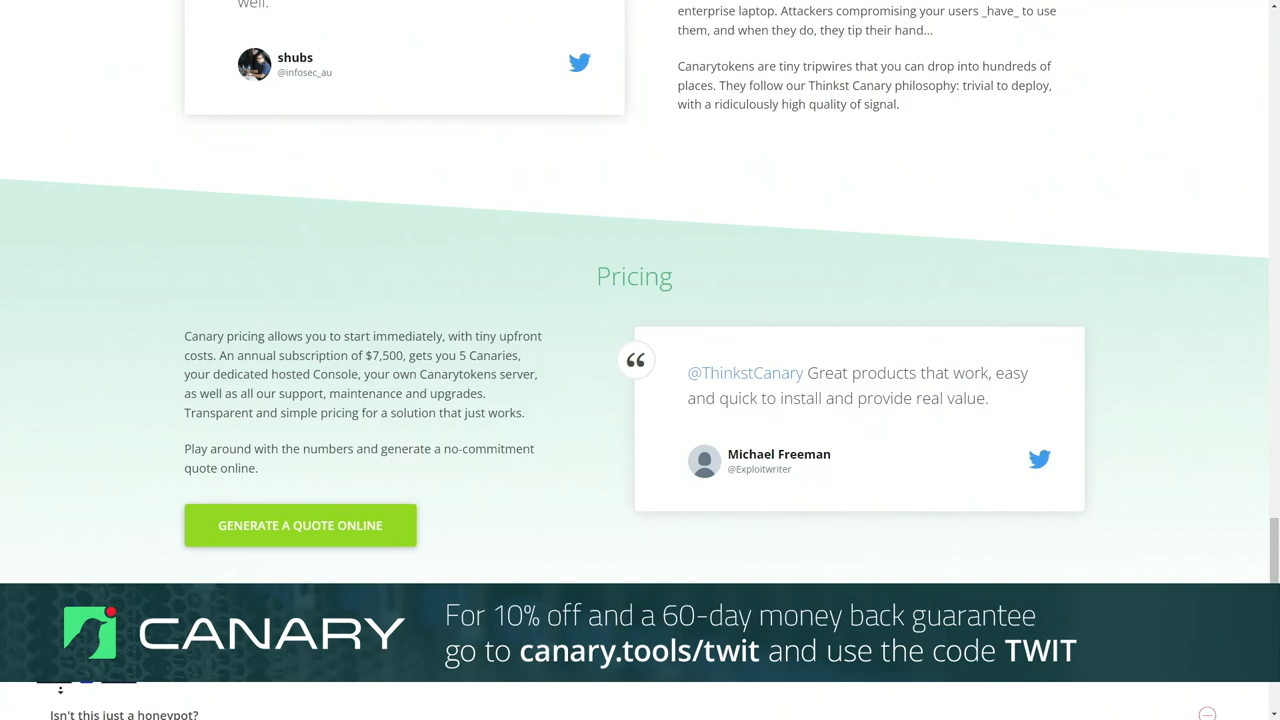 well.
shubs
@infosec_au
enterprise laptop. Attackers compromising your users _have_ to use
them, and when they do, they tip their hand...
Canarytokens are tiny tripwires that you can drop into hundreds of
places. They follow our Thinkst Canary philosophy: trivial to deploy,
with a ridiculously high quality of signal.
Pricing
Canary pricing allows you to start immediately, with tiny upfront
costs. An annual subscription of $7,500, gets you 5 Canaries,
your dedicated hosted Console, your own Canarytokens server,
as well as all our support, maintenance and upgrades.
Transparent and simple pricing for a solution that just works.
Play around with the numbers and generate a no-commitment
quote online.
GENERATE A QUOTE ONLINE
“
@ThinkstCanary Great products that work, easy
and quick to install and provide real value.
Michael Freeman
@Exploitwriter
CANARY
For 10% off and a 60-day money back guarantee
go to canary.tools/twit and use the code TWIT
Isn't this just a honeypot?